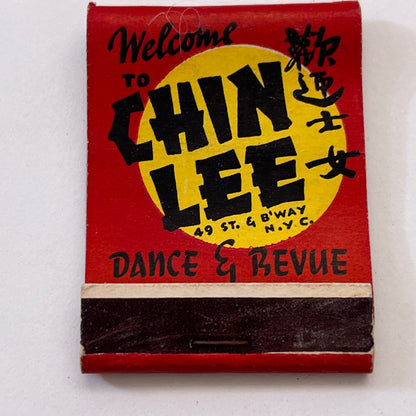 Welcome
TO
CHIN
LEE
49 ST. & B'WAY
N.Y.C.
DANCE & REVUE
歡迎士女